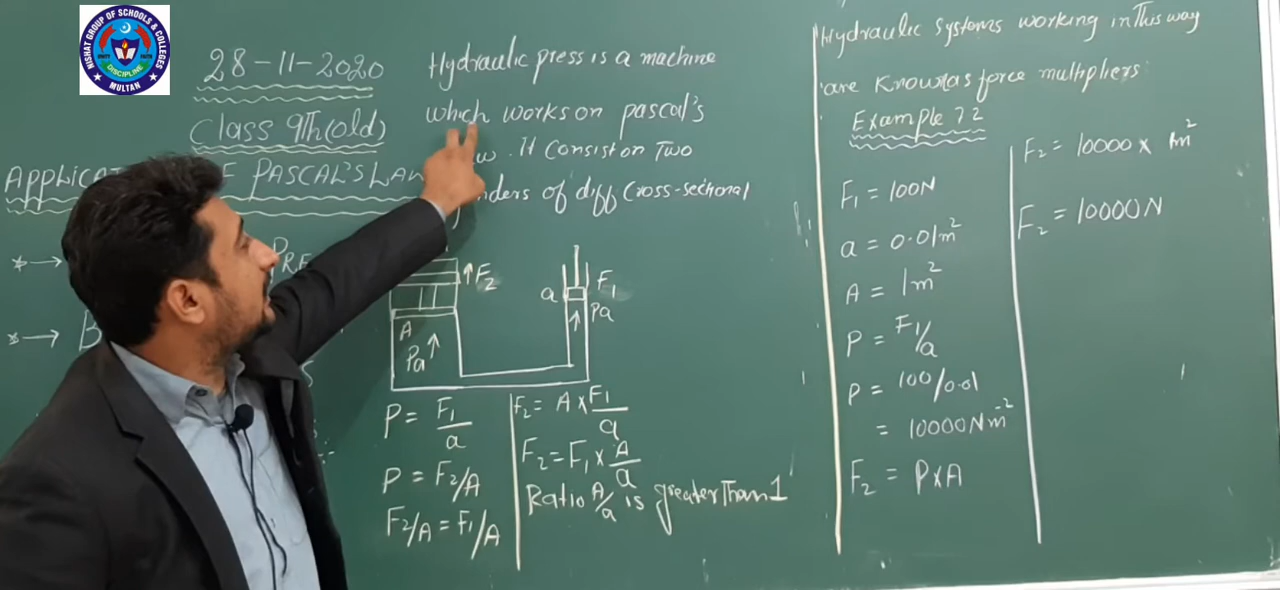 NISHAT GROUP OF SCHOOLS & COLLEGES
UNITY
FAITH
DISCIPLINE
MULTAN
28-11-2020
Class 9Th(old)
PASCAL'S LAW
Hydraulic press is a machine
which works on pascal's
It Consist on Two
of diff Cross-sectional
F2
A
Pa
a
F1
Pa
P = F1/a
P = F2/A
F2/A = F1/A
F2 = A x F1/a
F2 = F1 x A/a
Ratio A/a is greater Than 1
Hydraulic systems working in This way
are Known as force multipliers
Example 7.2
F1 = 100N
a = 0.01m²
A = 1m²
P = F1/a
P = 100/0.01
= 10000Nm⁻²
F2 = P x A
F2 = 10000 x 1m²
F2 = 10000N